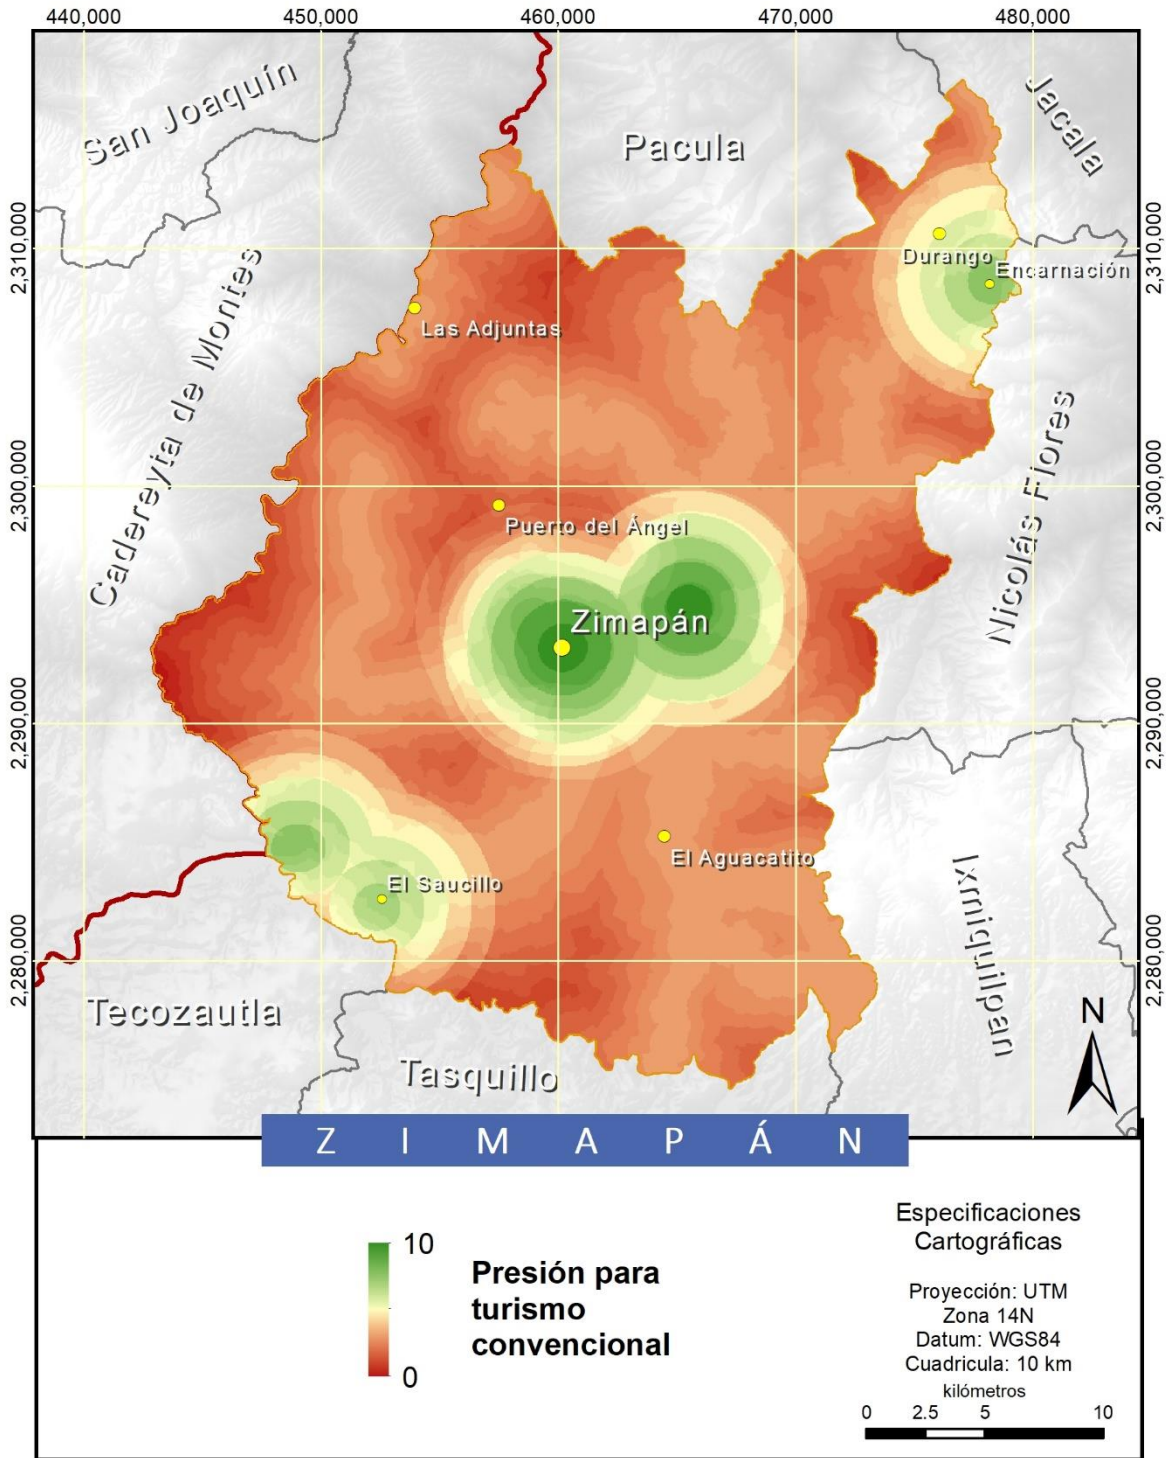 440,000
450,000
460,000
470,000
480,000
San Joaquín
Pacula
Jacala
2,310,000
2,310,000
Durango
Encarnación
Cadereyta de Montes
Las Adjuntas
Nicolás Flores
2,300,000
2,300,000
Puerto del Ángel
Zimapán
2,290,000
2,290,000
El Aguacatito
El Saucillo
Ixmiquilpan
2,280,000
2,280,000
Tecozautla
N
Tasquillo
ZIMAPÁN
10
0
Presión para
turismo
convencional
Especificaciones
Cartográficas
Proyección: UTM
Zona 14N
Datum: WGS84
Cuadricula: 10 km
kilómetros
0 2.5 5 10